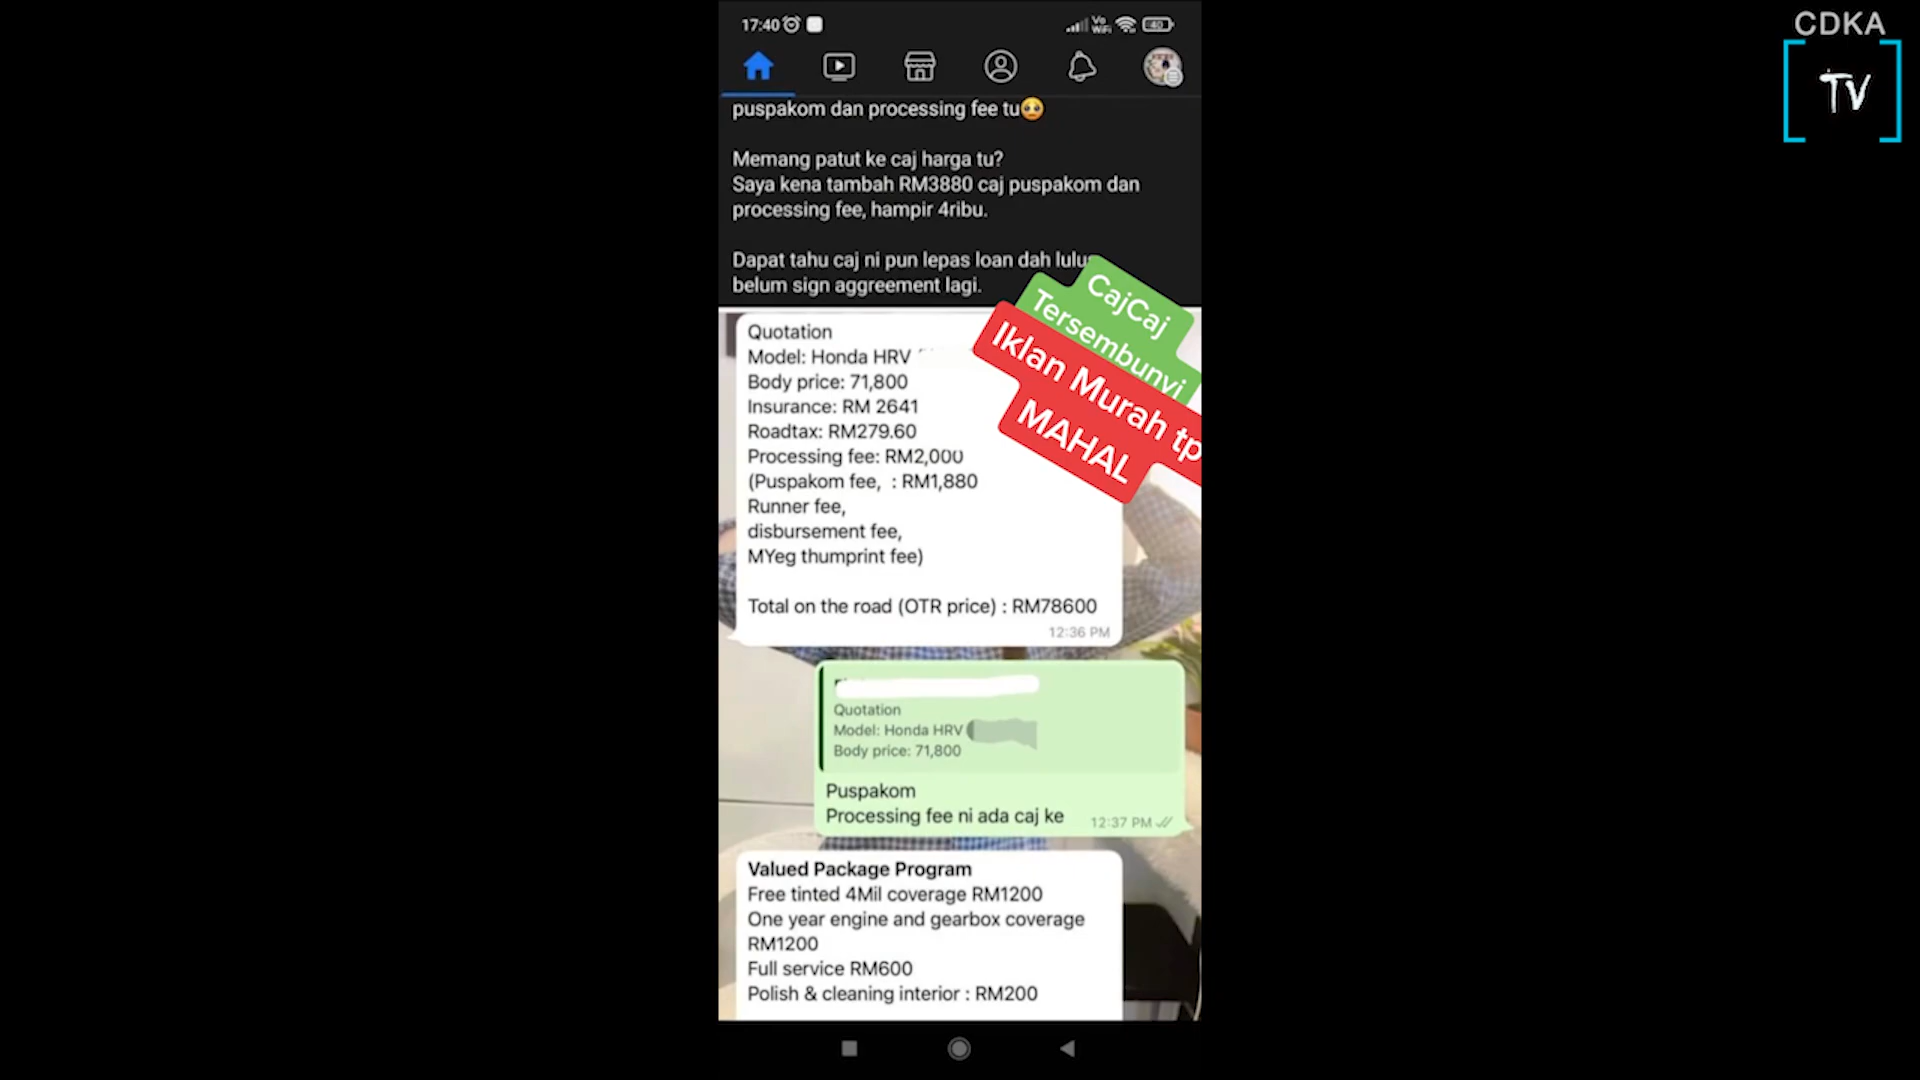 17:40
Vo
WiFi
40
CDKA
TV
puspakom dan processing fee tu🥺
Memang patut ke caj harga tu?
Saya kena tambah RM3880 caj puspakom dan
processing fee, hampir 4ribu.
Dapat tahu caj ni pun lepas loan dah lulus
belum sign aggreement lagi.
CajCaj
Tersembunyi
Iklan Murah tp
MAHAL
Quotation
Model: Honda HRV
Body price: 71,800
Insurance: RM 2641
Roadtax: RM279.60
Processing fee: RM2,000
(Puspakom fee, : RM1,880
Runner fee,
disbursement fee,
MYeg thumprint fee)
Total on the road (OTR price) : RM78600
12:36 PM
Quotation
Model: Honda HRV
Body price: 71,800
Puspakom
Processing fee ni ada caj ke
12:37 PM
Valued Package Program
Free tinted 4Mil coverage RM1200
One year engine and gearbox coverage
RM1200
Full service RM600
Polish & cleaning interior : RM200